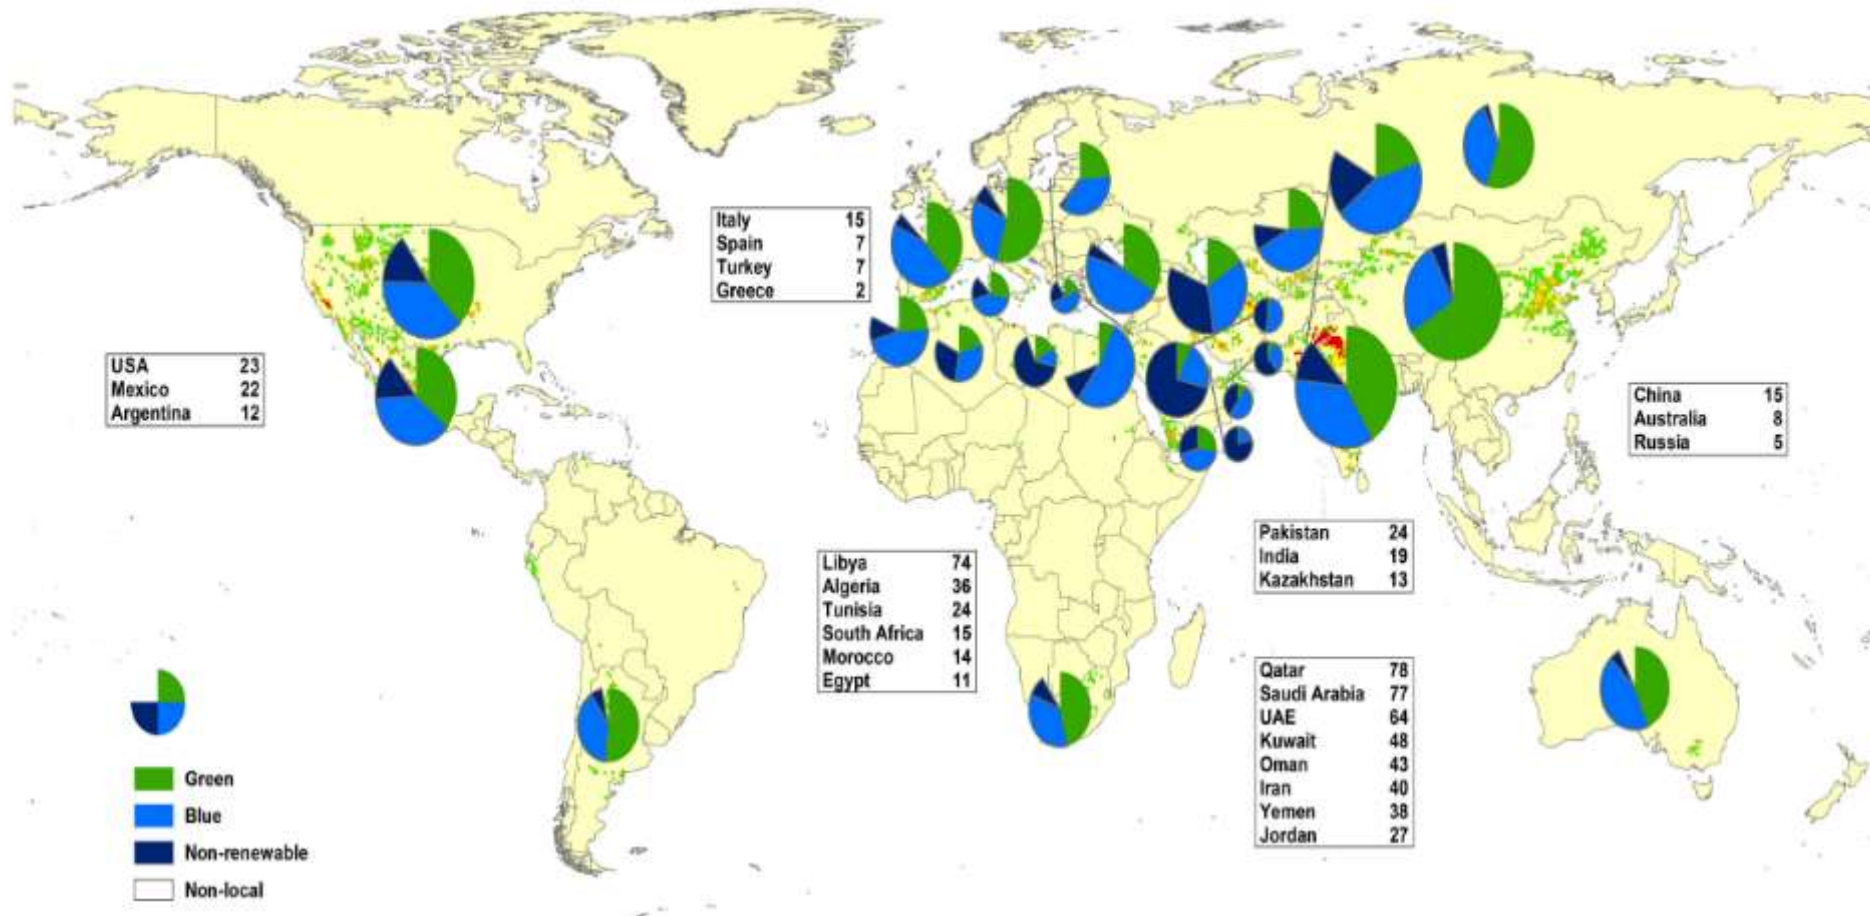 Italy 15
Spain 7
Turkey 7
Greece 2
USA 23
Mexico 22
Argentina 12
China 15
Australia 8
Russia 5
Pakistan 24
India 19
Kazakhstan 13
Libya 74
Algeria 36
Tunisia 24
South Africa 15
Morocco 14
Egypt 11
Qatar 78
Saudi Arabia 77
UAE 64
Kuwait 48
Oman 43
Iran 40
Yemen 38
Jordan 27
Green
Blue
Non-renewable
Non-local